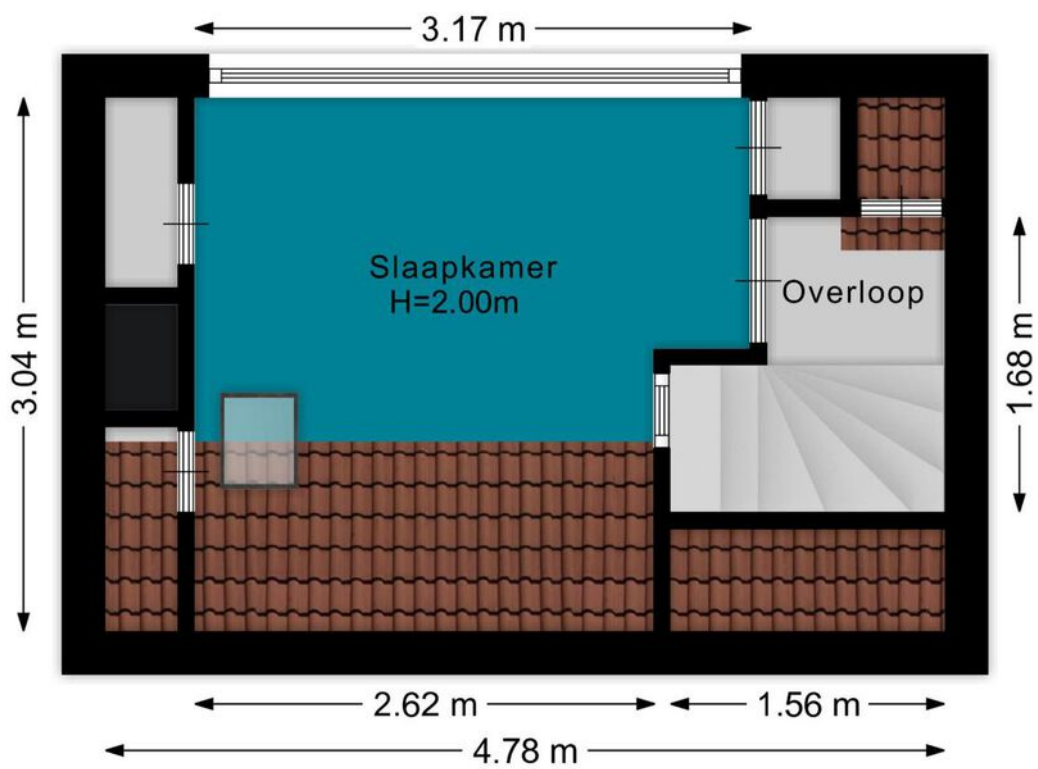 3.17 m
Slaapkamer
H=2.00m
Overloop
3.04 m
1.68 m
2.62 m
1.56 m
4.78 m